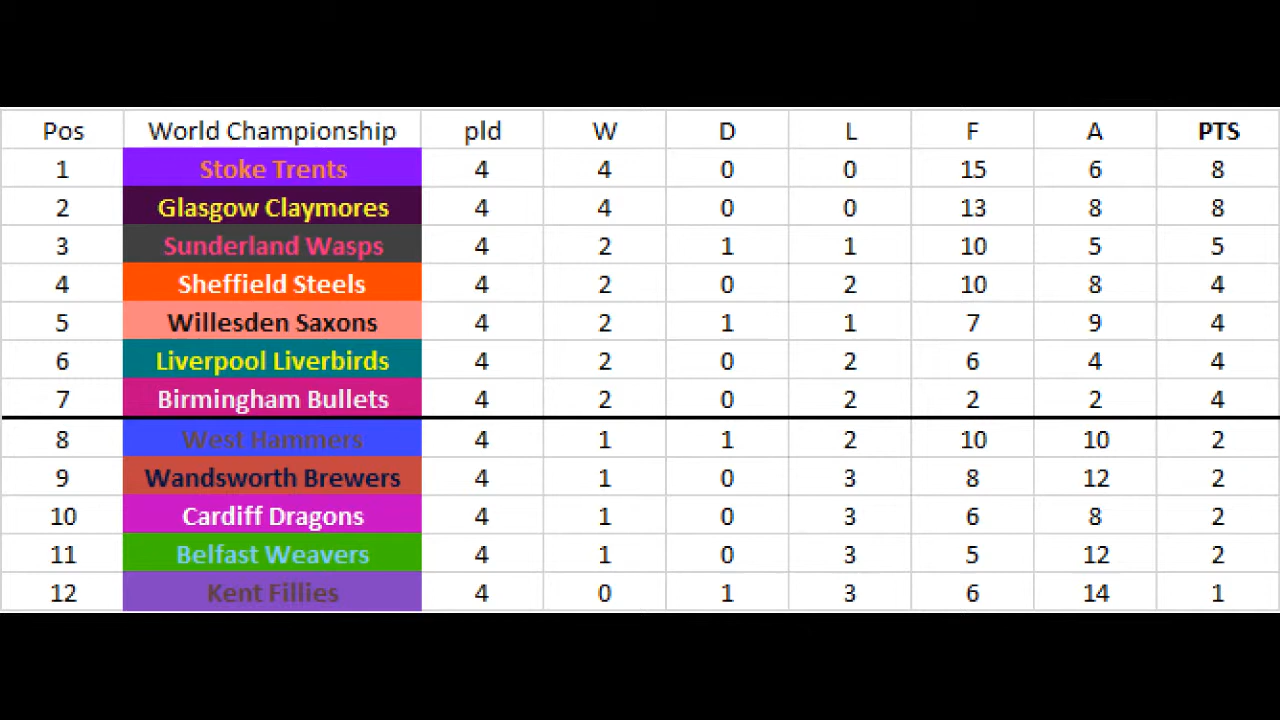 Pos World Championship pld W D L F A PTS
1 Stoke Trents 4 4 0 0 15 6 8
2 Glasgow Claymores 4 4 0 0 13 8 8
3 Sunderland Wasps 4 2 1 1 10 5 5
4 Sheffield Steels 4 2 0 2 10 8 4
5 Willesden Saxons 4 2 1 1 7 9 4
6 Liverpool Liverbirds 4 2 0 2 6 4 4
7 Birmingham Bullets 4 2 0 2 2 2 4
8 West Hammers 4 1 1 2 10 10 2
9 Wandsworth Brewers 4 1 0 3 8 12 2
10 Cardiff Dragons 4 1 0 3 6 8 2
11 Belfast Weavers 4 1 0 3 5 12 2
12 Kent Fillies 4 0 1 3 6 14 1